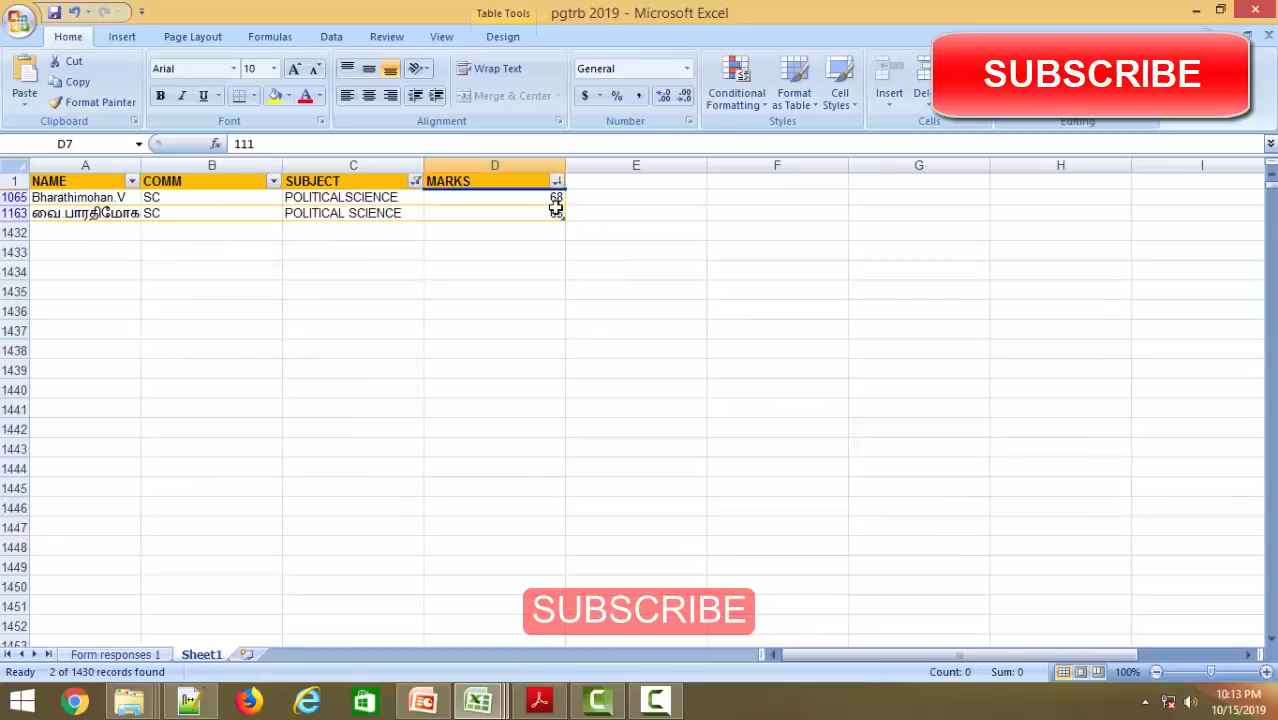 Table Tools
pgtrb 2019 - Microsoft Excel
Home Insert Page Layout Formulas Data Review View Design
Paste
Cut
Copy
Format Painter
Clipboard
Arial 10 A A
B I U A
Font
Wrap Text
Merge & Center
Alignment
General
$ % ,
Number
Conditional Formatting
Format as Table
Cell Styles
Styles
Insert
Cells
Editing
SUBSCRIBE
D7 fx 111
A B C D E F G H I
1 NAME COMM SUBJECT MARKS
1065 Bharathimohan.V SC POLITICALSCIENCE 68
1163 வை.பாரதிமோக SC POLITICAL SCIENCE
1432
1433
1434
1435
1436
1437
1438
1439
1440
1441
1442
1443
1444
1445
1446
1447
1448
1449
1450
1451
1452
SUBSCRIBE
Form responses 1 Sheet1
Ready 2 of 1430 records found Count: 0 Sum: 0 100%
10:13 PM
10/15/2019